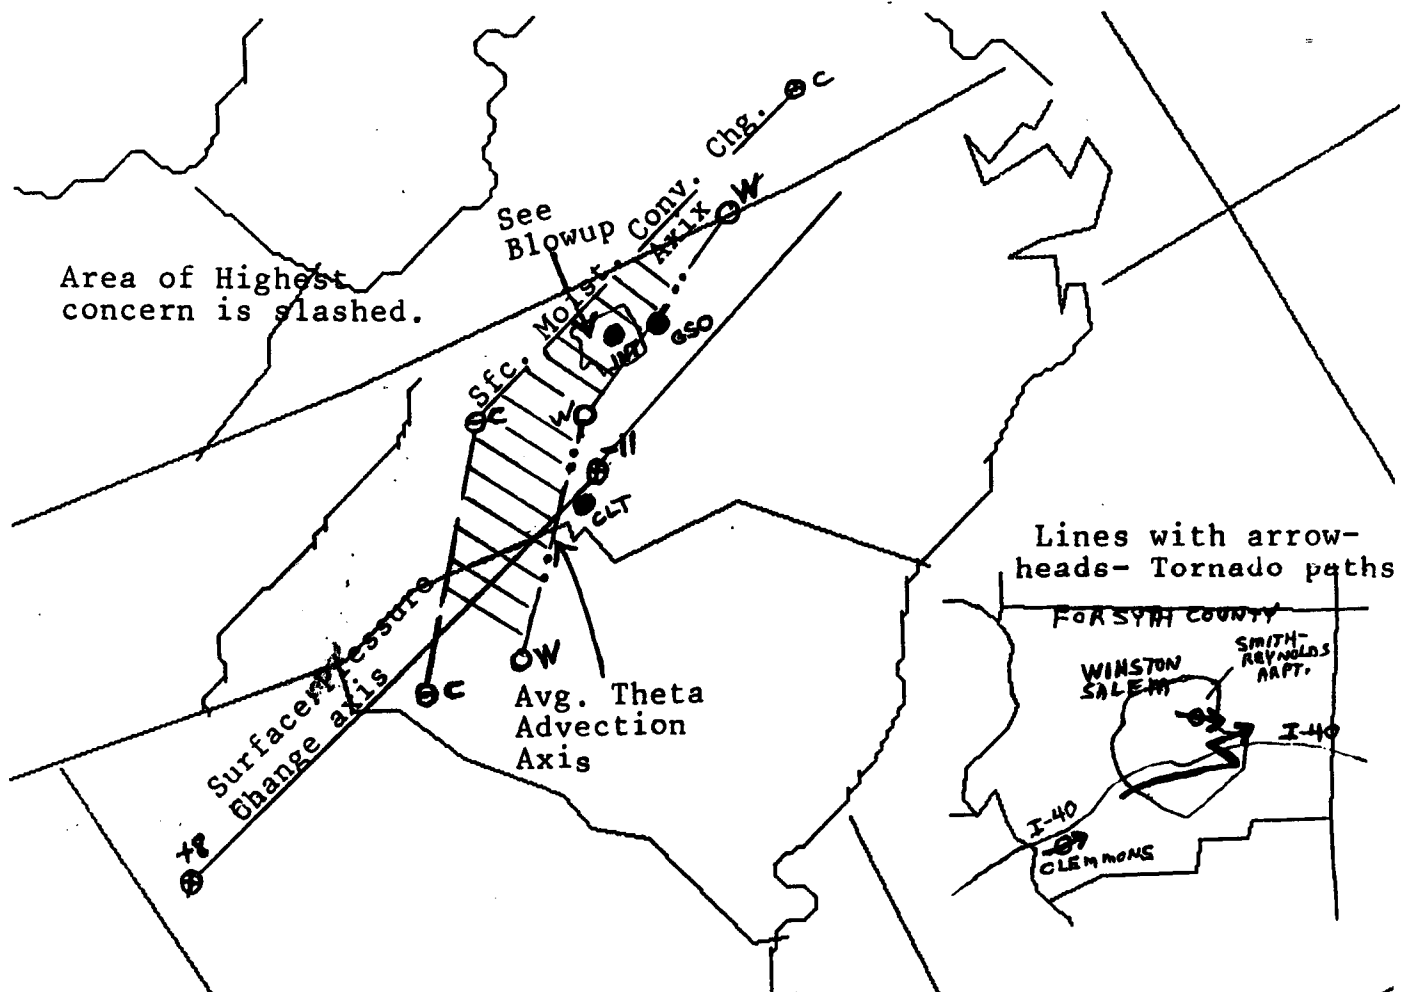 C
Chg.
W
See
Blowup
Sfc. Moist. Conv.
Axix
Area of Highest
concern is slashed.
GSO
INT
C
W
-11
CLT
Lines with arrow-
heads- Tornado paths
FORSYTH COUNTY
SMITH-
REYNOLDS
ARPT.
WINSTON
SALEM
I-40
I-40
CLEMMONS
W
C
Avg. Theta
Advection
Axis
Surface Pressure
Change axis
+8